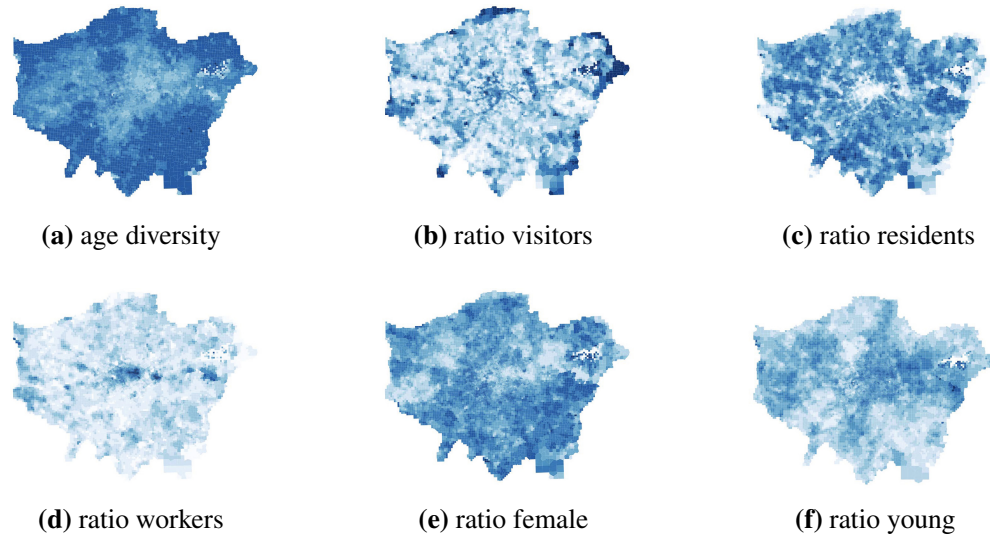 (a) age diversity
(b) ratio visitors
(c) ratio residents
(d) ratio workers
(e) ratio female
(f) ratio young